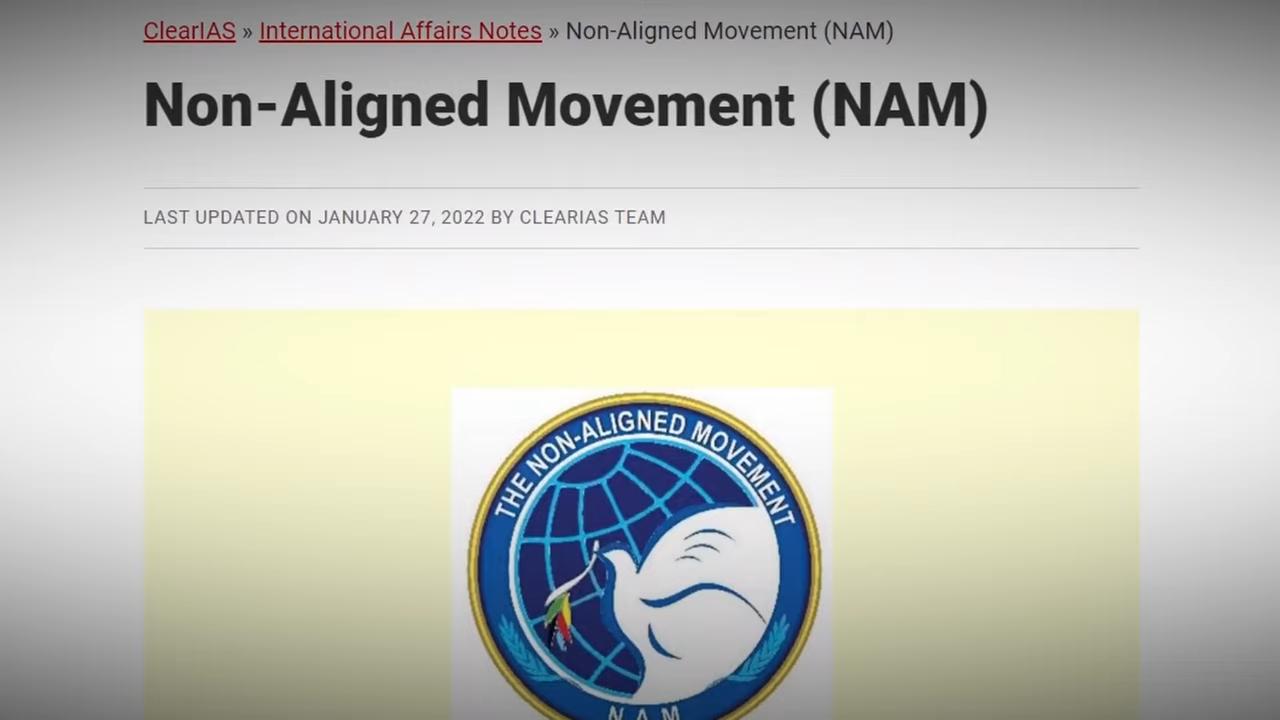 ClearIAS » International Affairs Notes » Non-Aligned Movement (NAM)
Non-Aligned Movement (NAM)
LAST UPDATED ON JANUARY 27, 2022 BY CLEARIAS TEAM
THE NON-ALIGNED MOVEMENT
NAM